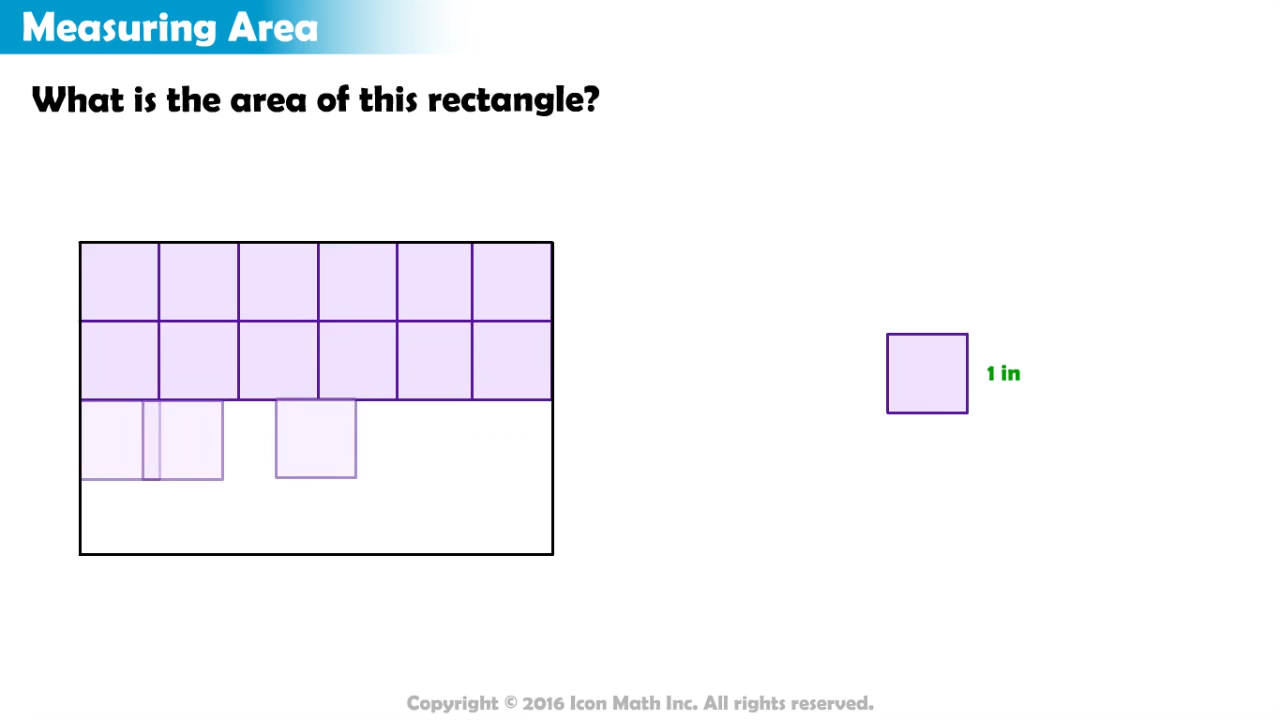 Measuring Area
What is the area of this rectangle?
1 in
Copyright © 2016 Icon Math Inc. All rights reserved.